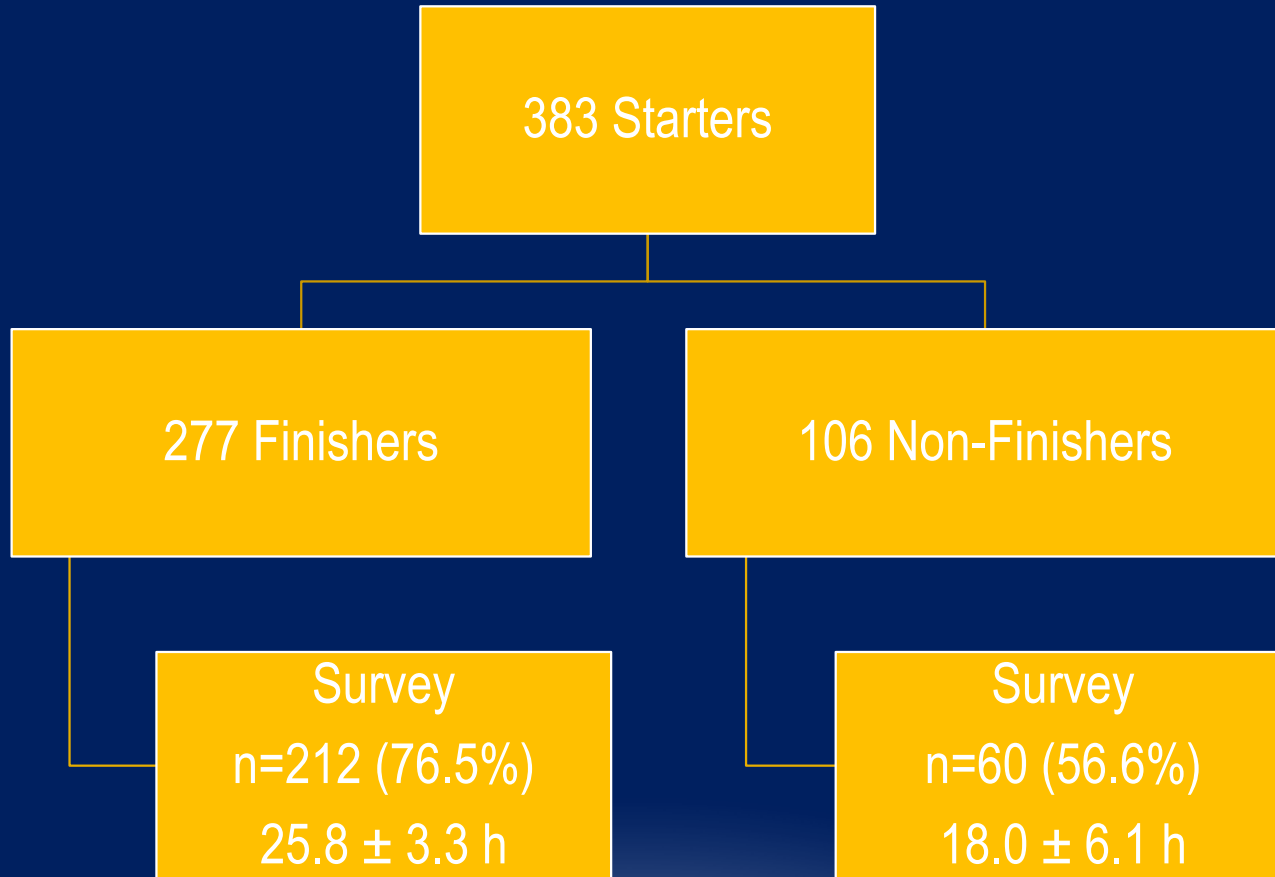 383 Starters
277 Finishers
106 Non-Finishers
Survey
n=212 (76.5%)
25.8 ± 3.3 h
Survey
n=60 (56.6%)
18.0 ± 6.1 h